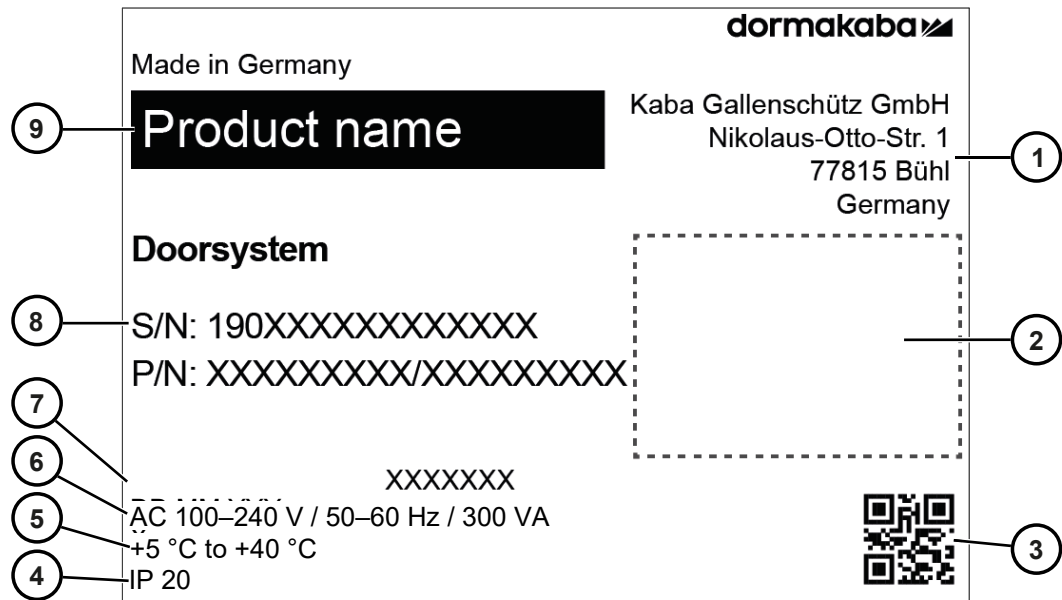 dormakaba
Made in Germany
9
Product name
Kaba Gallenschütz GmbH
Nikolaus-Otto-Str. 1
77815 Bühl
Germany
1
Doorsystem
8
S/N: 190XXXXXXXXXXXX
P/N: XXXXXXXXX/XXXXXXXXX
2
7
XXXXXXX
6
AC 100–240 V / 50–60 Hz / 300 VA
5
+5 °C to +40 °C
3
4
IP 20